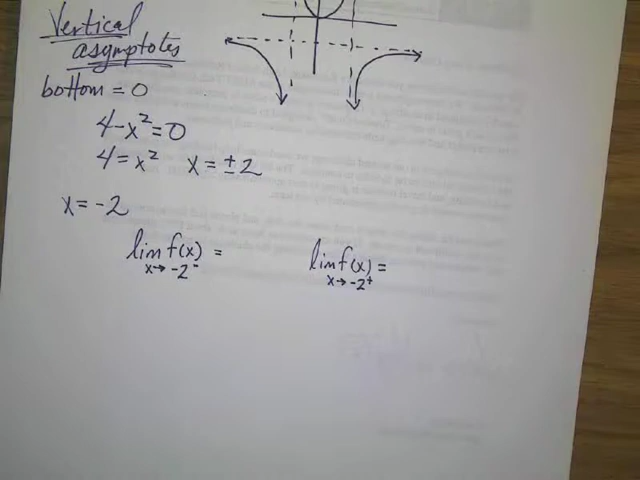 Vertical
asymptotes
bottom = 0
4-x²=0
4=x² x=±2
x=-2
lim f(x) = lim f(x)=
x→-2⁻ x→-2⁺